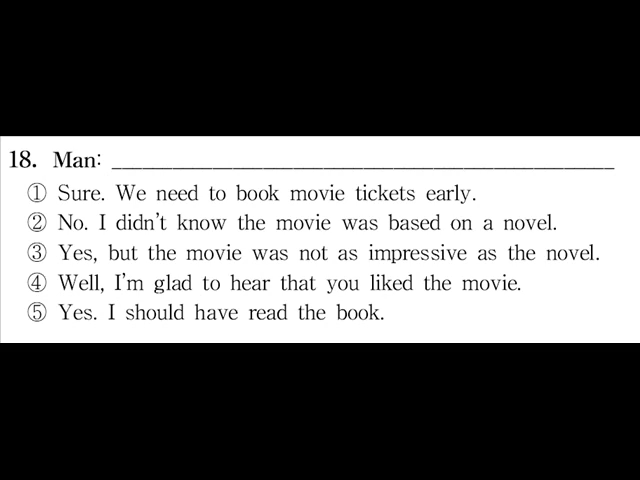 18. Man: ________________________________________________
① Sure. We need to book movie tickets early.
② No. I didn't know the movie was based on a novel.
③ Yes, but the movie was not as impressive as the novel.
④ Well, I'm glad to hear that you liked the movie.
⑤ Yes. I should have read the book.